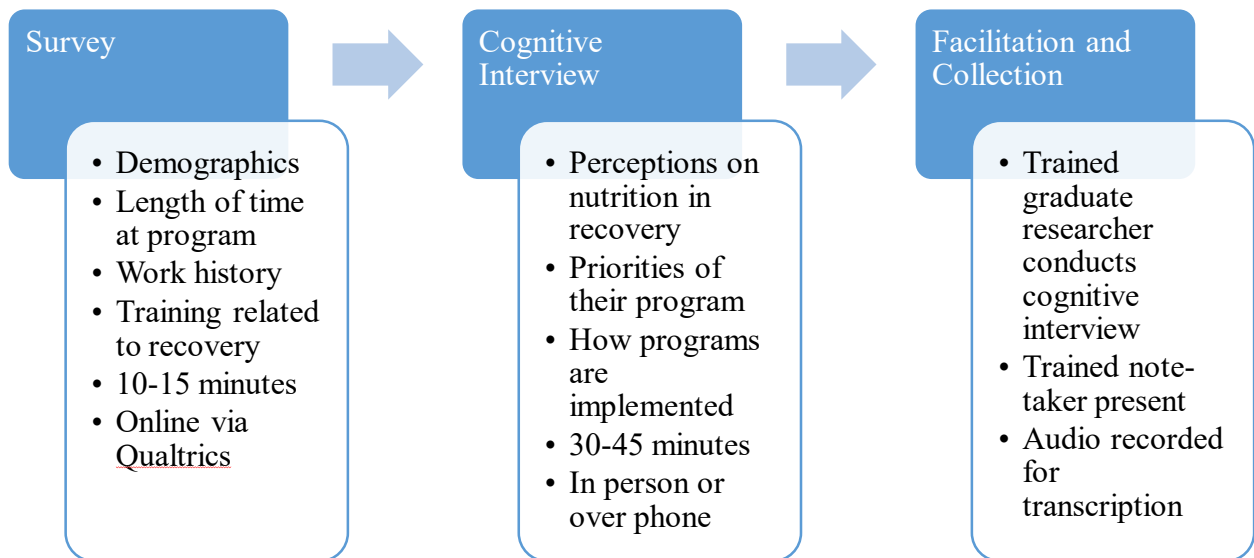 Survey
• Demographics
• Length of time
at program
• Work history
• Training related
to recovery
• 10-15 minutes
• Online via
Qualtrics
Cognitive
Interview
• Perceptions on
nutrition in
recovery
• Priorities of
their program
• How programs
are
implemented
• 30-45 minutes
• In person or
over phone
Facilitation and
Collection
• Trained
graduate
researcher
conducts
cognitive
interview
• Trained note-
taker present
• Audio recorded
for
transcription